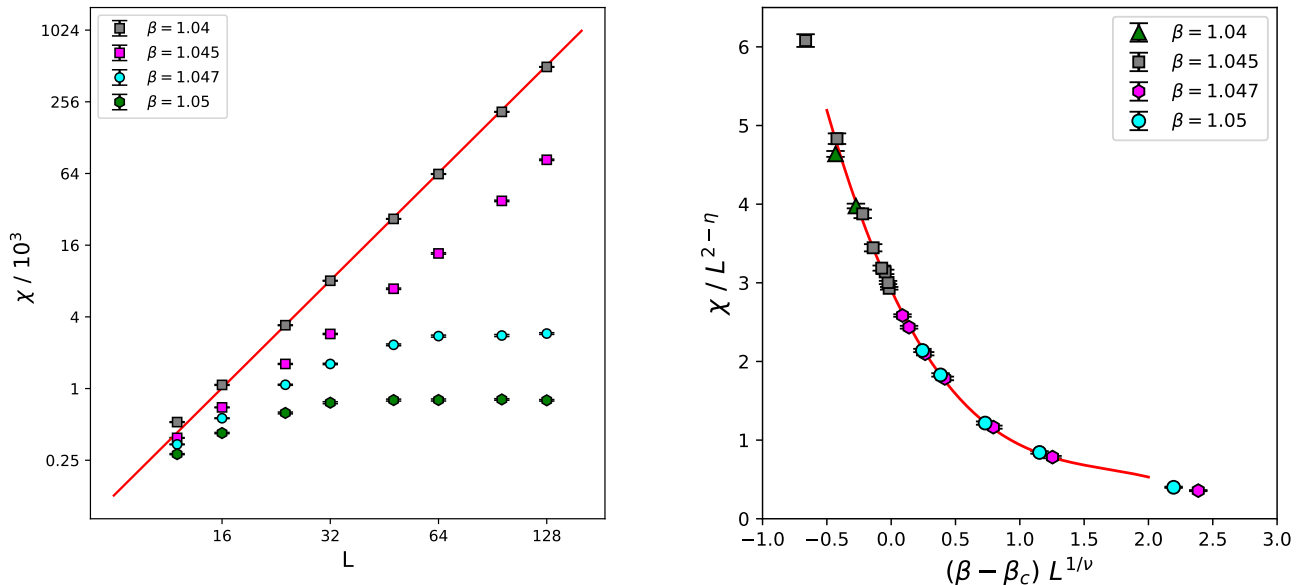 1024
256
64
16
4
1
0.25
χ / 10³
β = 1.04
β = 1.045
β = 1.047
β = 1.05
16
32
64
128
L
6
5
4
3
2
1
0
χ / L^{2 − η}
β = 1.04
β = 1.045
β = 1.047
β = 1.05
−1.0
−0.5
0.0
0.5
1.0
1.5
2.0
2.5
3.0
(β − β_c) L^{1/ν}